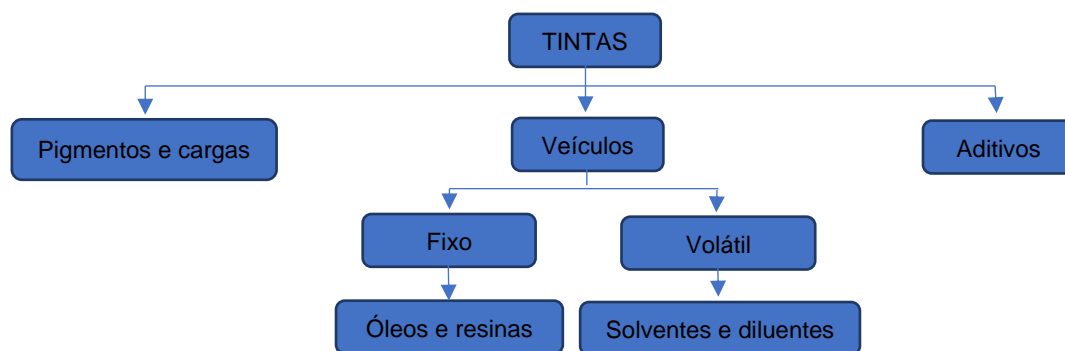 TINTAS
Pigmentos e cargas
Veículos
Aditivos
Fixo
Volátil
Óleos e resinas
Solventes e diluentes